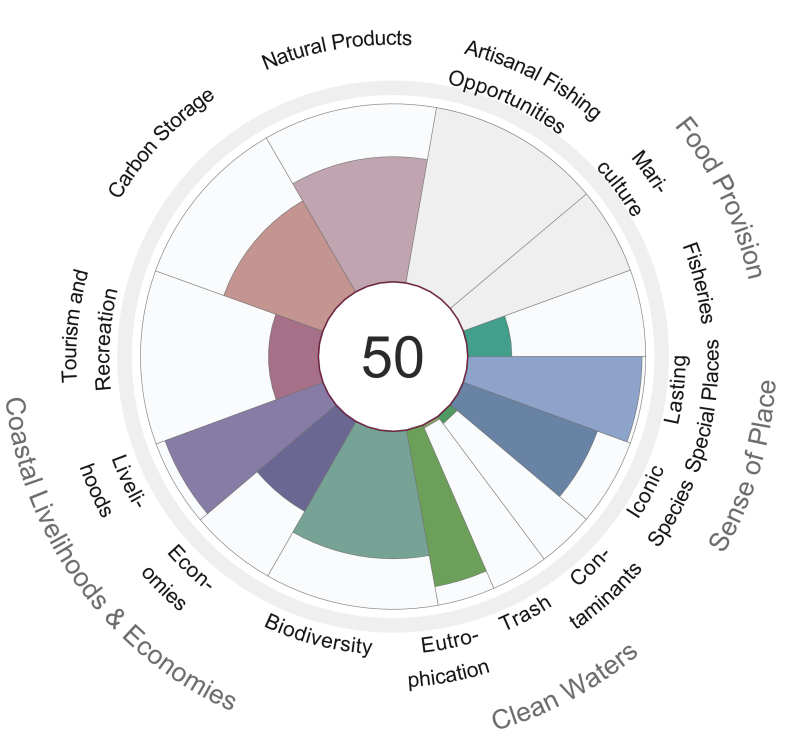 Natural Products
Artisanal Fishing
Opportunities
Mari-
culture
Food Provision
Fisheries
Lasting
Special Places
Iconic
Species
Sense of Place
Con-
taminants
Trash
Clean Waters
Eutro-
phication
Biodiversity
Econ-
omies
Liveli-
hoods
Coastal Livelihoods & Economies
Tourism and
Recreation
Carbon Storage
50